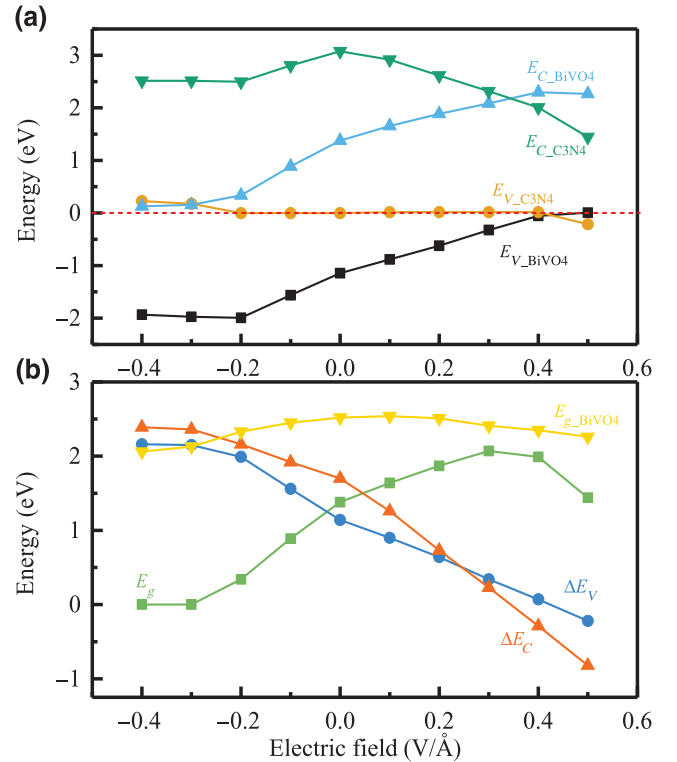 (a)
3
2
1
0
−1
−2
Energy (eV)
E_C_BiVO4
E_C_C3N4
E_V_C3N4
E_V_BiVO4
−0.4 −0.2 0.0 0.2 0.4 0.6
(b)
3
2
1
0
−1
Energy (eV)
E_g_BiVO4
E_g
ΔE_V
ΔE_C
−0.4 −0.2 0.0 0.2 0.4 0.6
Electric field (V/Å)